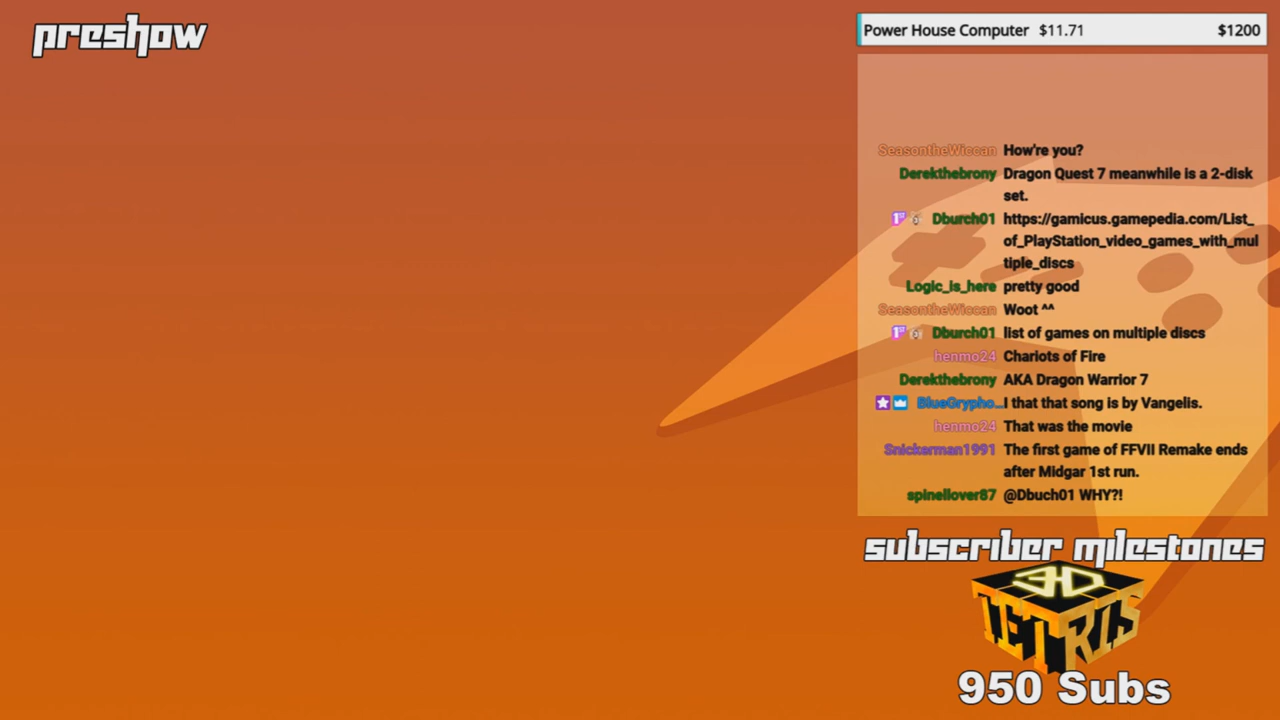 preshow
Power House Computer $11.71 $1200
SeasontheWiccan How're you?
Derekthebrony Dragon Quest 7 meanwhile is a 2-disk
set.
Dburch01 https://gamicus.gamepedia.com/List_
of_PlayStation_video_games_with_mul
tiple_discs
Logic_is_here pretty good
SeasontheWiccan Woot ^^
Dburch01 list of games on multiple discs
henmo24 Chariots of Fire
Derekthebrony AKA Dragon Warrior 7
BlueGrypho... I that that song is by Vangelis.
henmo24 That was the movie
Snickerman1991 The first game of FFVII Remake ends
after Midgar 1st run.
spinellover87 @Dbuch01 WHY?!
subscriber milestones
3D
TETRIS
950 Subs